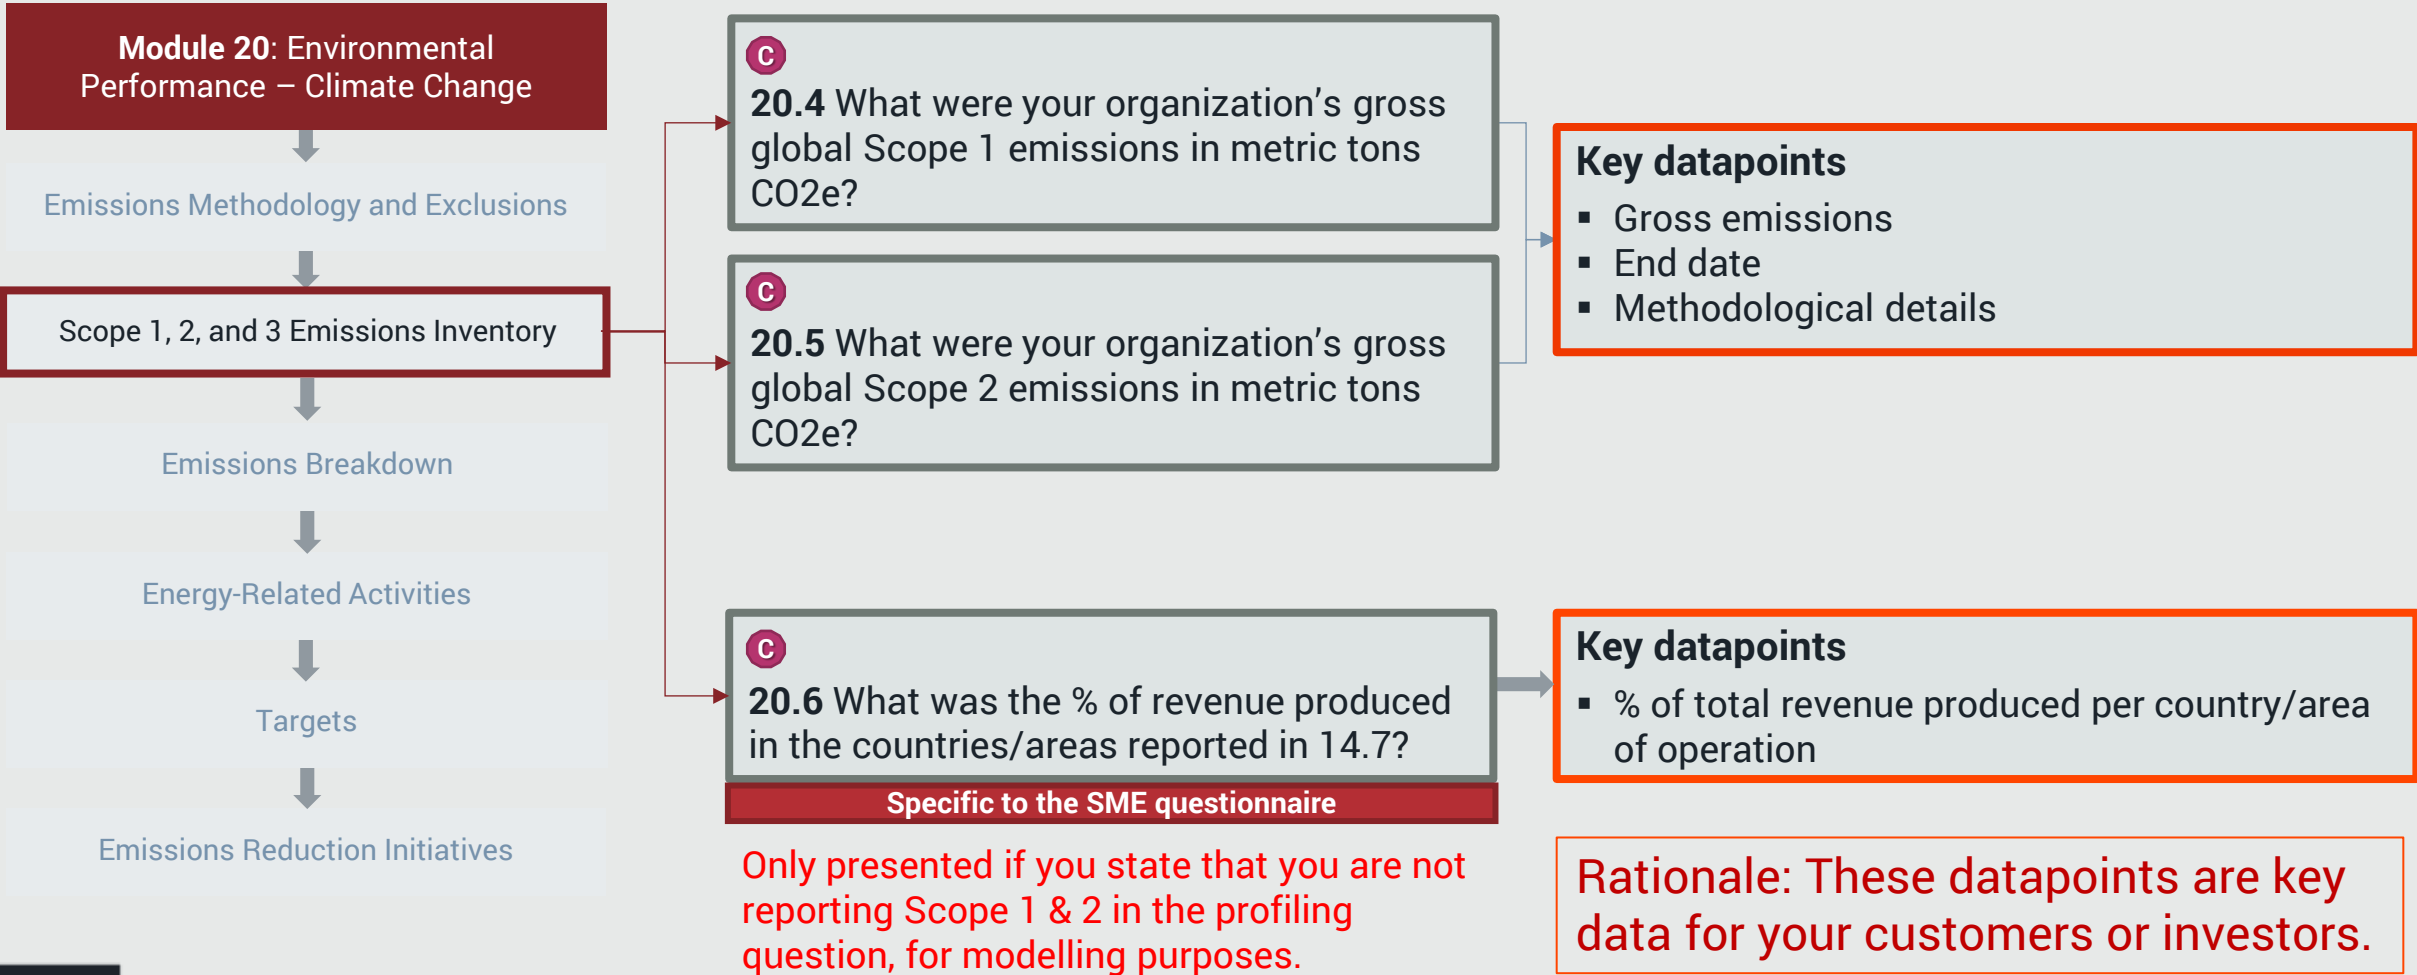 Module 20: Environmental
Performance – Climate Change
Emissions Methodology and Exclusions
Scope 1, 2, and 3 Emissions Inventory
Emissions Breakdown
Energy-Related Activities
Targets
Emissions Reduction Initiatives
C
20.4 What were your organization’s gross
global Scope 1 emissions in metric tons
CO2e?
C
20.5 What were your organization’s gross
global Scope 2 emissions in metric tons
CO2e?
Key datapoints
▪ Gross emissions
▪ End date
▪ Methodological details
C
20.6 What was the % of revenue produced
in the countries/areas reported in 14.7?
Specific to the SME questionnaire
Only presented if you state that you are not
reporting Scope 1 & 2 in the profiling
question, for modelling purposes.
Key datapoints
▪ % of total revenue produced per country/area
of operation
Rationale: These datapoints are key
data for your customers or investors.